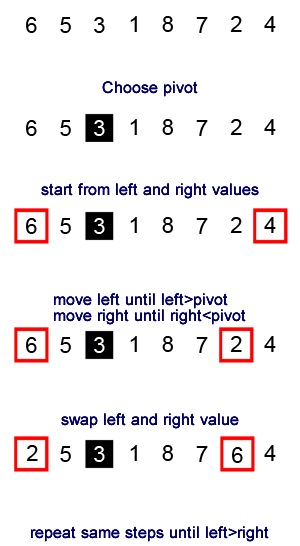 6 5 3 1 8 7 2 4
Choose pivot
6 5 3 1 8 7 2 4
start from left and right values
6 5 3 1 8 7 2 4
move left until left>pivot
move right until right<pivot
6 5 3 1 8 7 2 4
swap left and right value
2 5 3 1 8 7 6 4
repeat same steps until left>right